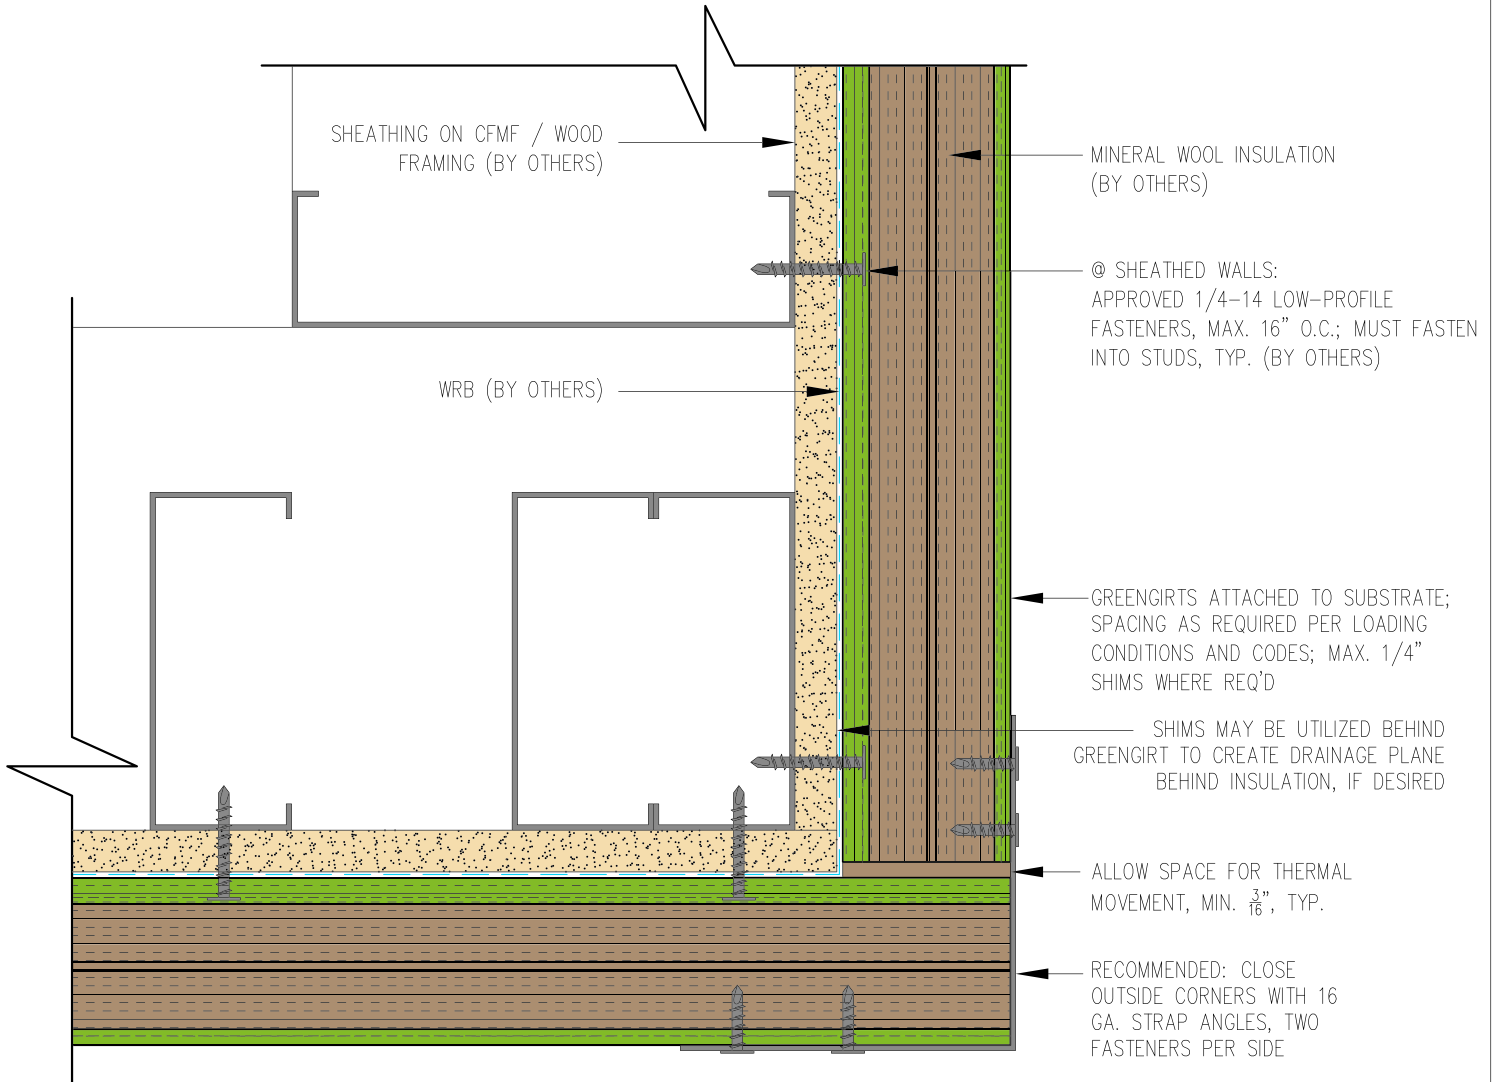 SHEATHING ON CFMF / WOOD
FRAMING (BY OTHERS)
MINERAL WOOL INSULATION
(BY OTHERS)
@ SHEATHED WALLS:
APPROVED 1/4-14 LOW-PROFILE
FASTENERS, MAX. 16" O.C.; MUST FASTEN
INTO STUDS, TYP. (BY OTHERS)
WRB (BY OTHERS)
GREENGIRTS ATTACHED TO SUBSTRATE;
SPACING AS REQUIRED PER LOADING
CONDITIONS AND CODES; MAX. 1/4"
SHIMS WHERE REQ'D
SHIMS MAY BE UTILIZED BEHIND
GREENGIRT TO CREATE DRAINAGE PLANE
BEHIND INSULATION, IF DESIRED
ALLOW SPACE FOR THERMAL
MOVEMENT, MIN. 3/16", TYP.
RECOMMENDED: CLOSE
OUTSIDE CORNERS WITH 16
GA. STRAP ANGLES, TWO
FASTENERS PER SIDE